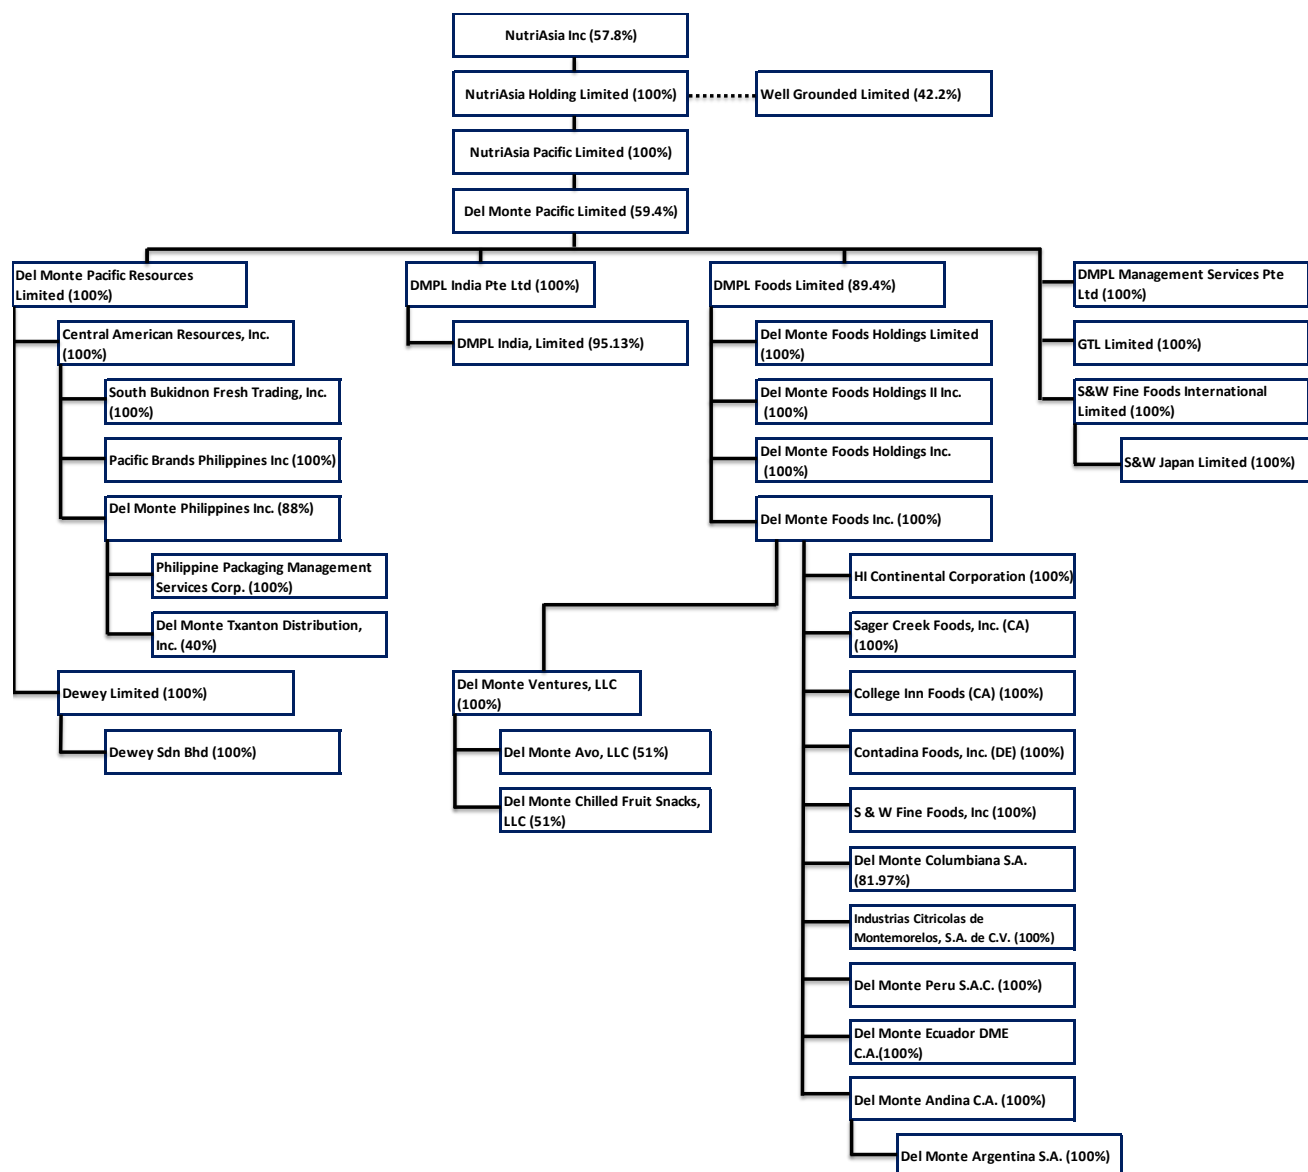 NutriAsia Inc (57.8%)
NutriAsia Holding Limited (100%)
Well Grounded Limited (42.2%)
NutriAsia Pacific Limited (100%)
Del Monte Pacific Limited (59.4%)
Del Monte Pacific Resources
Limited (100%)
Central American Resources, Inc.
(100%)
South Bukidnon Fresh Trading, Inc.
(100%)
Pacific Brands Philippines Inc (100%)
Del Monte Philippines Inc. (88%)
Philippine Packaging Management
Services Corp. (100%)
Del Monte Txanton Distribution,
Inc. (40%)
Dewey Limited (100%)
Dewey Sdn Bhd (100%)
DMPL India Pte Ltd (100%)
DMPL India, Limited (95.13%)
DMPL Foods Limited (89.4%)
Del Monte Foods Holdings Limited
(100%)
Del Monte Foods Holdings II Inc.
(100%)
Del Monte Foods Holdings Inc.
(100%)
Del Monte Foods Inc. (100%)
Del Monte Ventures, LLC
(100%)
Del Monte Avo, LLC (51%)
Del Monte Chilled Fruit Snacks,
LLC (51%)
HI Continental Corporation (100%)
Sager Creek Foods, Inc. (CA)
(100%)
College Inn Foods (CA) (100%)
Contadina Foods, Inc. (DE) (100%)
S & W Fine Foods, Inc (100%)
Del Monte Columbiana S.A.
(81.97%)
Industrias Citricolas de
Montemorelos, S.A. de C.V. (100%)
Del Monte Peru S.A.C. (100%)
Del Monte Ecuador DME
C.A.(100%)
Del Monte Andina C.A. (100%)
Del Monte Argentina S.A. (100%)
DMPL Management Services Pte
Ltd (100%)
GTL Limited (100%)
S&W Fine Foods International
Limited (100%)
S&W Japan Limited (100%)